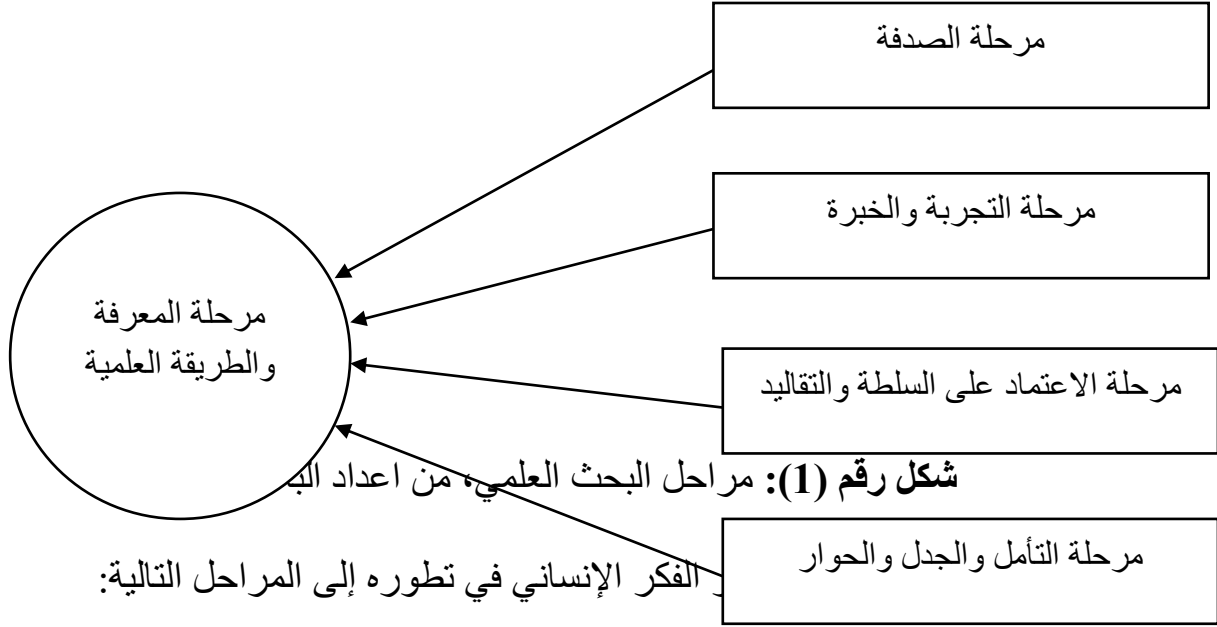 مرحلة الصدفة
مرحلة التجربة والخبرة
مرحلة المعرفة
والطريقة العلمية
مرحلة الاعتماد على السلطة والتقاليد
شكل رقم (1): مراحل البحث العلمي، من اعداد
مرحلة التأمل والجدل والحوار
الفكر الإنساني في تطوره إلى المراحل التالية: